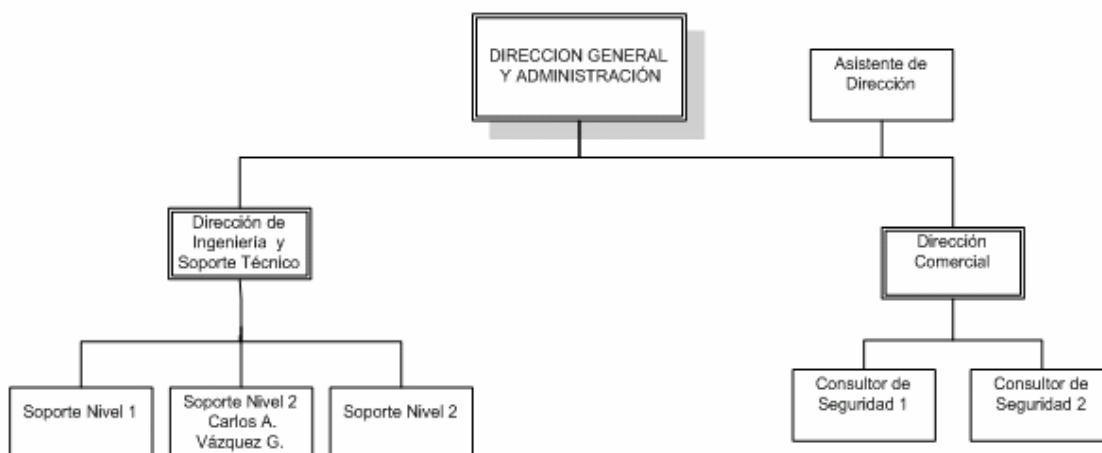 DIRECCION GENERAL
Y ADMINISTRACIÓN
Asistente de
Dirección
Dirección de
Ingeniería y
Soporte Técnico
Dirección
Comercial
Soporte Nivel 1
Soporte Nivel 2
Carlos A.
Vázquez G.
Soporte Nivel 2
Consultor de
Seguridad 1
Consultor de
Seguridad 2